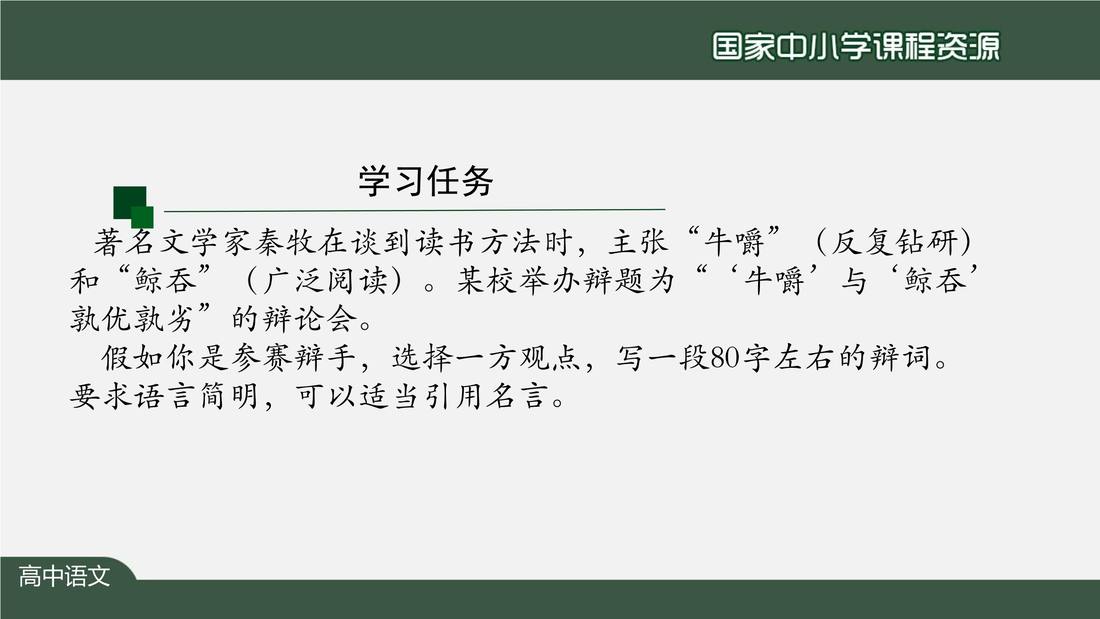 国家中小学课程资源
学习任务
著名文学家秦牧在谈到读书方法时，主张“牛嚼”（反复钻研）
和“鲸吞”（广泛阅读）。某校举办辩题为“‘牛嚼’与‘鲸吞’
孰优孰劣”的辩论会。
假如你是参赛辩手，选择一方观点，写一段80字左右的辩词。
要求语言简明，可以适当引用名言。
高中语文